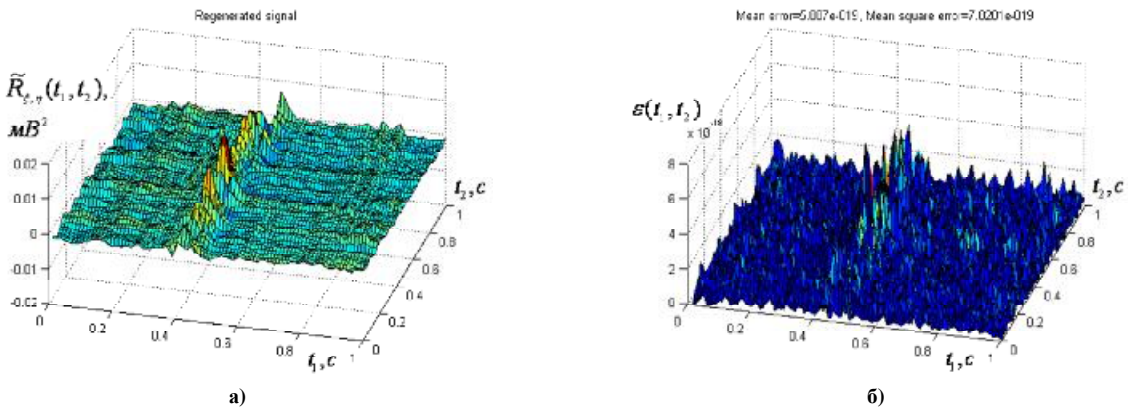 Regenerated signal
R̃ξ,η(t₁,t₂),
мВ²
0.02
0.01
0
-0.01
-0.02
0 0.2 0.4 0.6 0.8 1
t₁,c
0 0.2 0.4 0.6 0.8 1
t₂,c
а)
Mean error=5.007e-019, Mean square error=7.0201e-019
ε(t₁,t₂)
x 10⁻¹⁸
8
6
4
2
0
0 0.2 0.4 0.6 0.8 1
t₁,c
0 0.2 0.4 0.6 0.8 1
t₂,c
б)